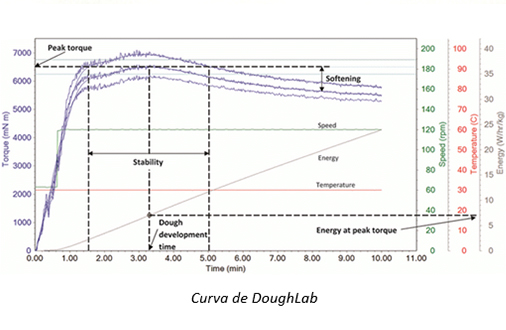 Peak torque
7000
6000
5000
4000
3000
2000
1000
0
Torque (mN m)
200
180
160
140
120
100
80
60
40
20
0
Speed (rpm)
100
90
80
70
60
50
40
30
20
10
0
Temperature (C)
40
35
30
25
20
15
10
5
0
Energy (W/hr/kg)
Softening
Speed
Stability
Energy
Temperature
Dough
development
time
Energy at peak torque
0.00 1.00 2.00 3.00 4.00 5.00 6.00 7.00 8.00 9.00 10.00 11.00
Time (min)
Curva de DoughLab